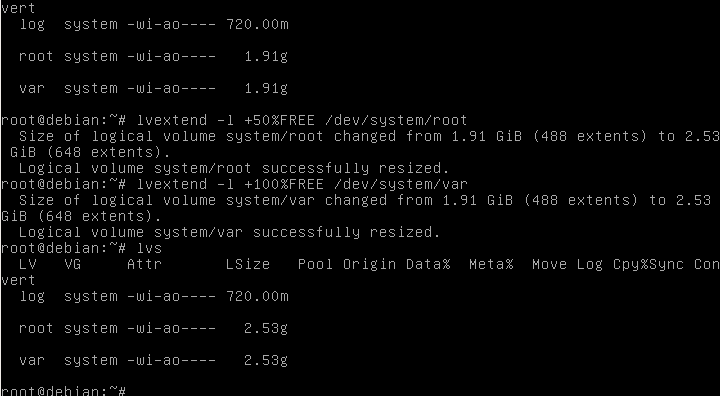 vert
  log  system -wi-ao---- 720.00m
  root system -wi-ao----   1.91g
  var  system -wi-ao----   1.91g
root@debian:~# lvextend -l +50%FREE /dev/system/root
  Size of logical volume system/root changed from 1.91 GiB (488 extents) to 2.53
 GiB (648 extents).
  Logical volume system/root successfully resized.
root@debian:~# lvextend -l +100%FREE /dev/system/var
  Size of logical volume system/var changed from 1.91 GiB (488 extents) to 2.53
GiB (648 extents).
  Logical volume system/var successfully resized.
root@debian:~# lvs
  LV   VG     Attr       LSize   Pool Origin Data%  Meta%  Move Log Cpy%Sync Con
vert
  log  system -wi-ao---- 720.00m
  root system -wi-ao----   2.53g
  var  system -wi-ao----   2.53g
root@debian:~#